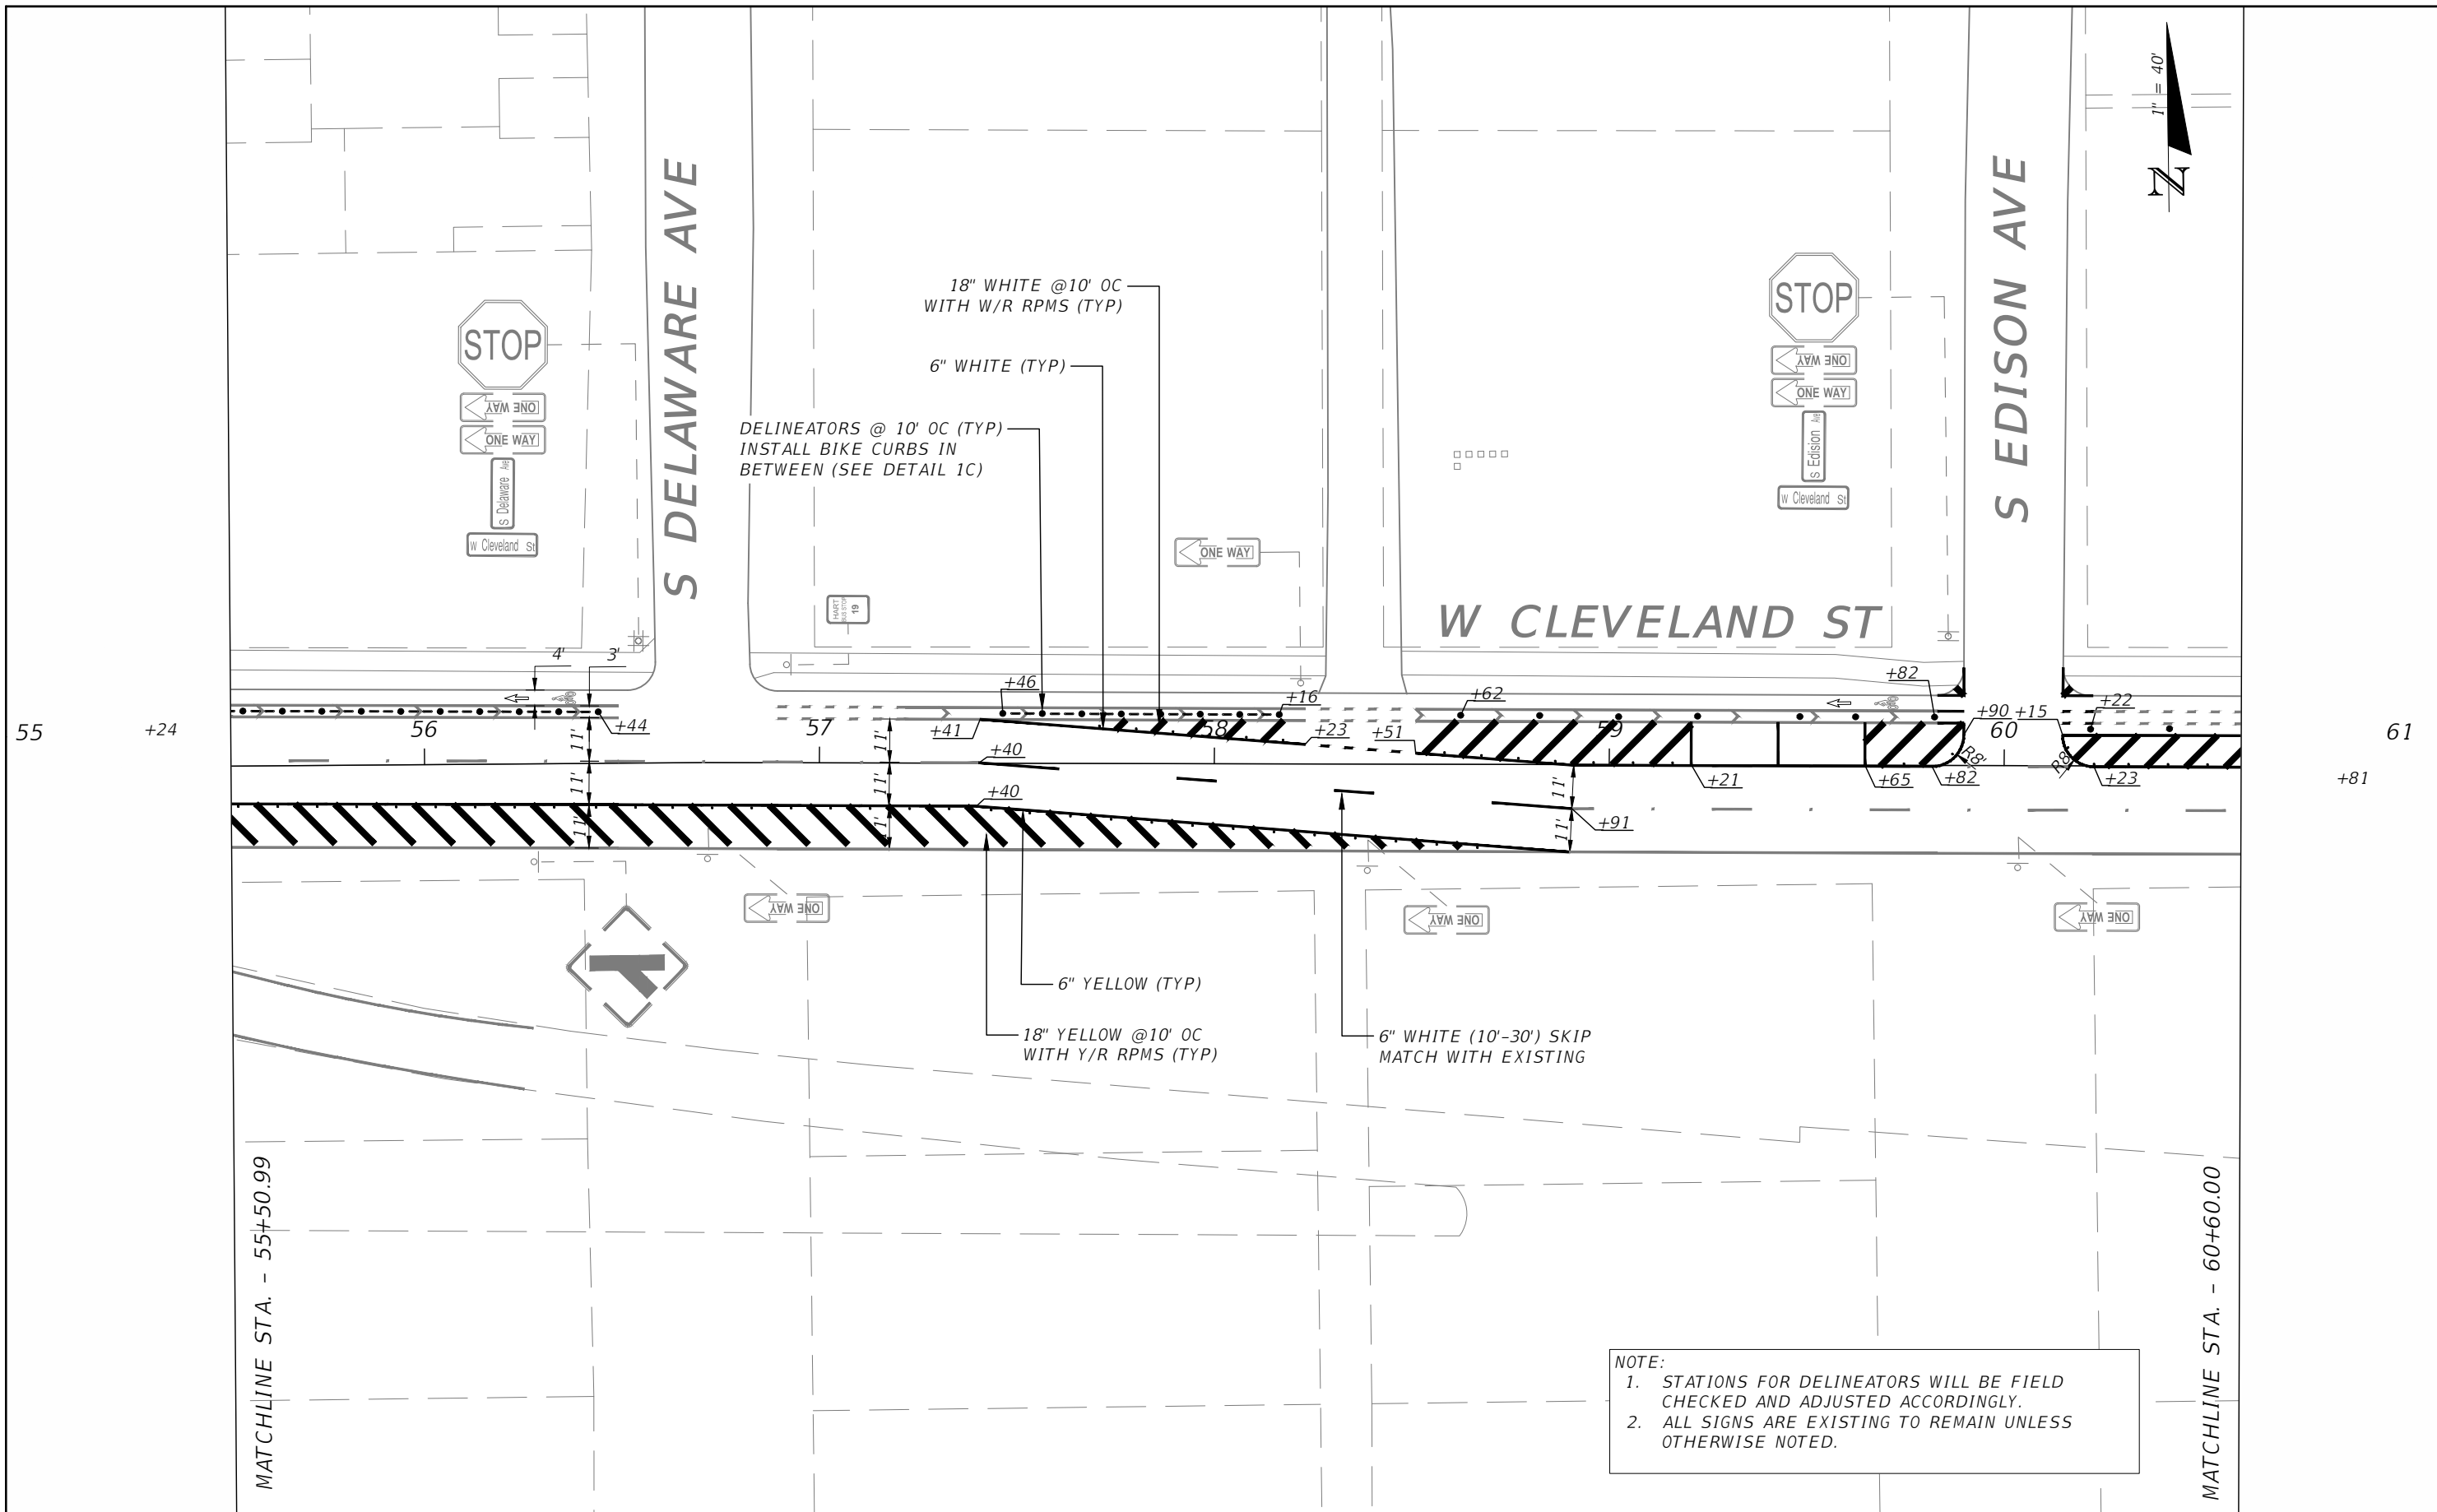 1" = 40'
N
S DELAWARE AVE
S EDISON AVE
18" WHITE @10' OC
WITH W/R RPMS (TYP)
6" WHITE (TYP)
DELINEATORS @ 10' OC (TYP)
INSTALL BIKE CURBS IN
BETWEEN (SEE DETAIL 1C)
STOP
ONE WAY
ONE WAY
S Delaware Ave
W Cleveland St
STOP
ONE WAY
ONE WAY
S Edision Ave
W Cleveland St
ONE WAY
HART
BUS STOP
19
W CLEVELAND ST
4'
3'
+46
+16
+62
+82
+22
55
+24
56
+44
11'
57
11'
+41
58
+23
+51
59
+90
+15
60
61
+40
R8'
R8'
+21
+65
+82
+23
+81
11'
11'
+40
11'
11'
11'
+91
11'
ONE WAY
ONE WAY
ONE WAY
6" YELLOW (TYP)
18" YELLOW @10' OC
WITH Y/R RPMS (TYP)
6" WHITE (10'-30') SKIP
MATCH WITH EXISTING
MATCHLINE STA. - 55+50.99
MATCHLINE STA. - 60+60.00
NOTE:
1. STATIONS FOR DELINEATORS WILL BE FIELD
CHECKED AND ADJUSTED ACCORDINGLY.
2. ALL SIGNS ARE EXISTING TO REMAIN UNLESS
OTHERWISE NOTED.